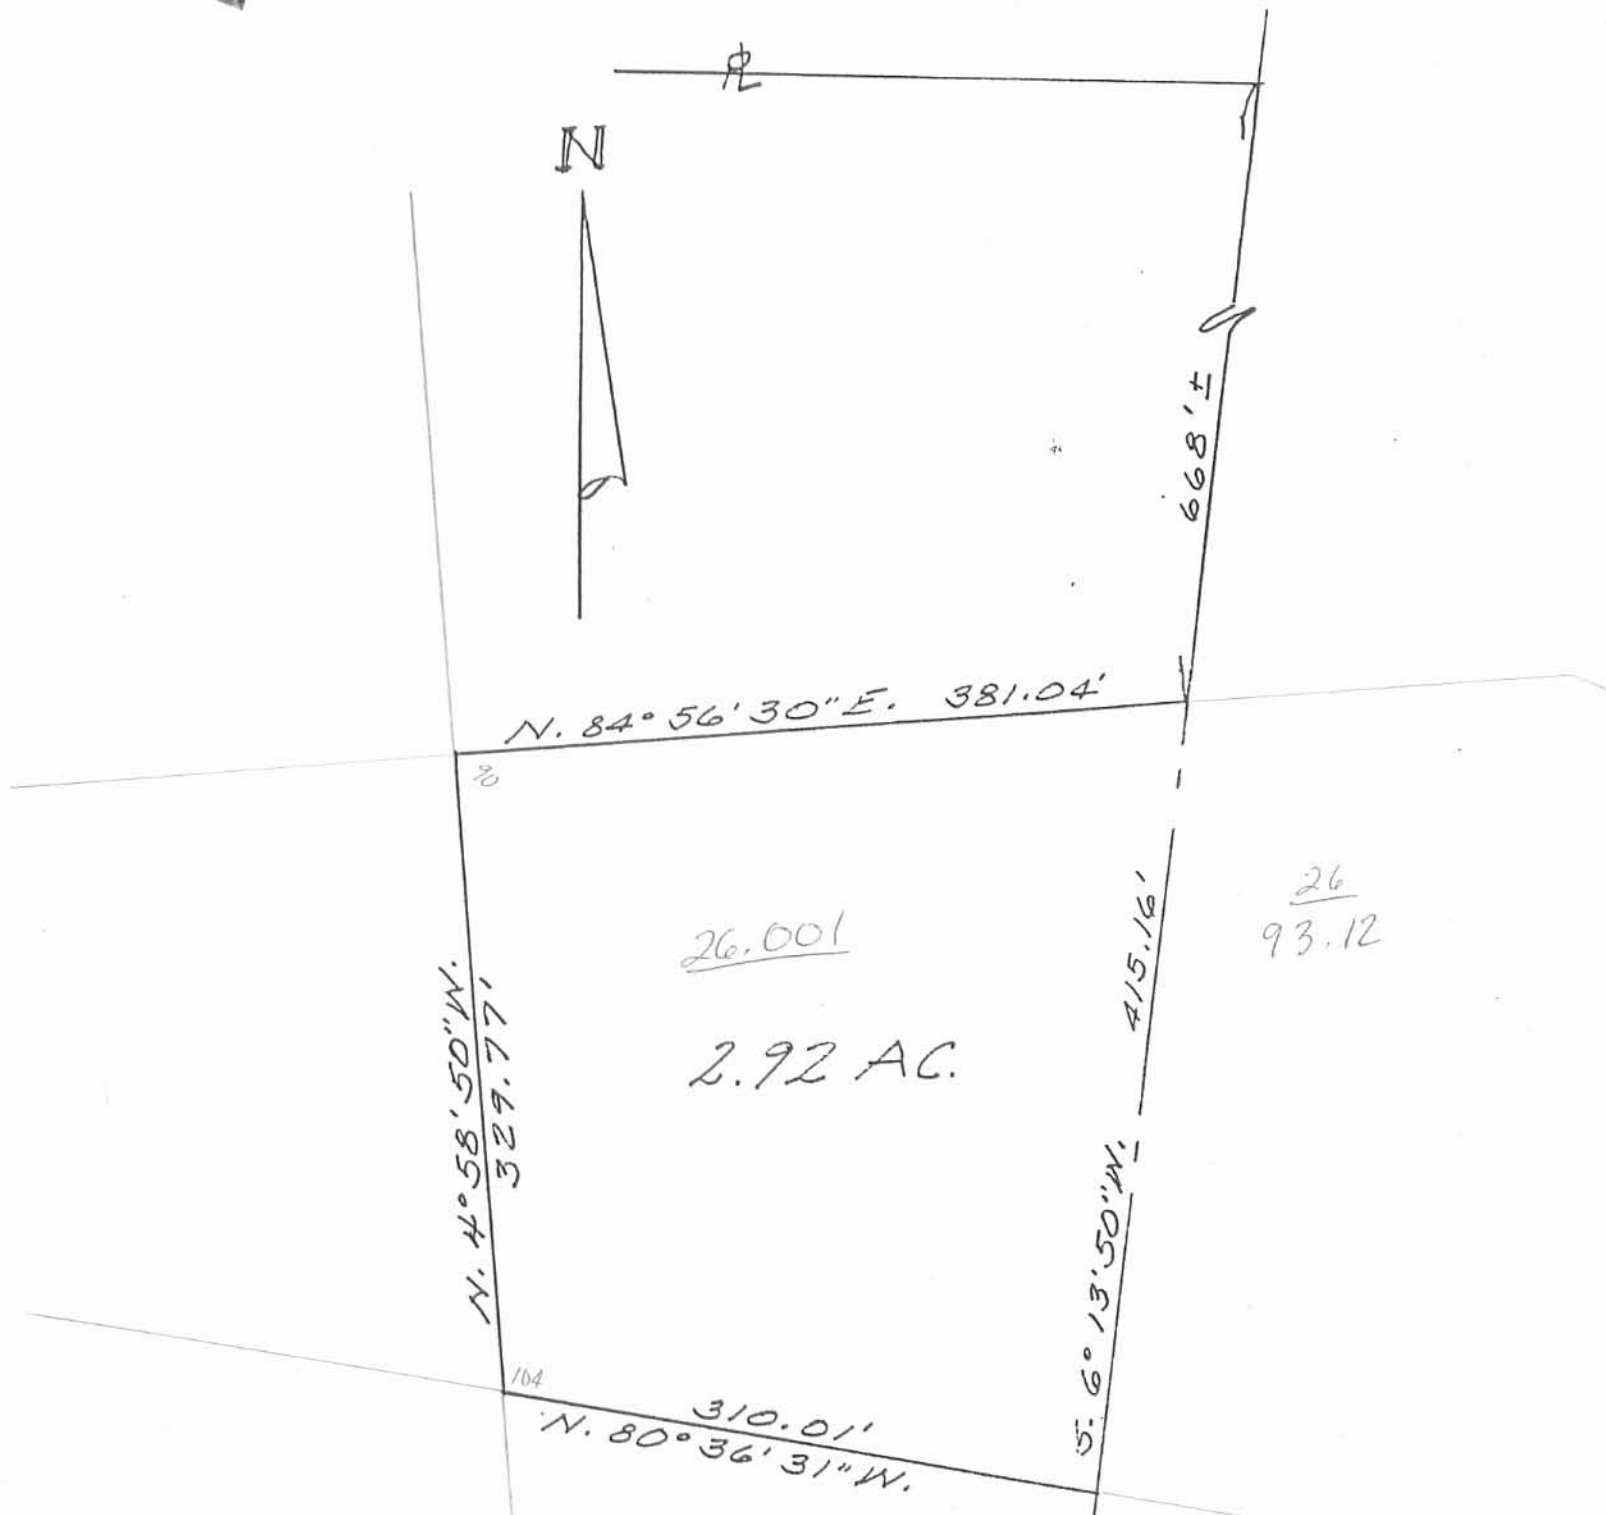 PL
N
668' ±
N. 84° 56' 30" E. 381.04'
90
26.001
2.92 AC.
415.16'
26
93.12
N. 4° 58' 50" W.
329.77'
S. 6° 13' 50" W.
104
310.01'
N. 80° 36' 31" W.